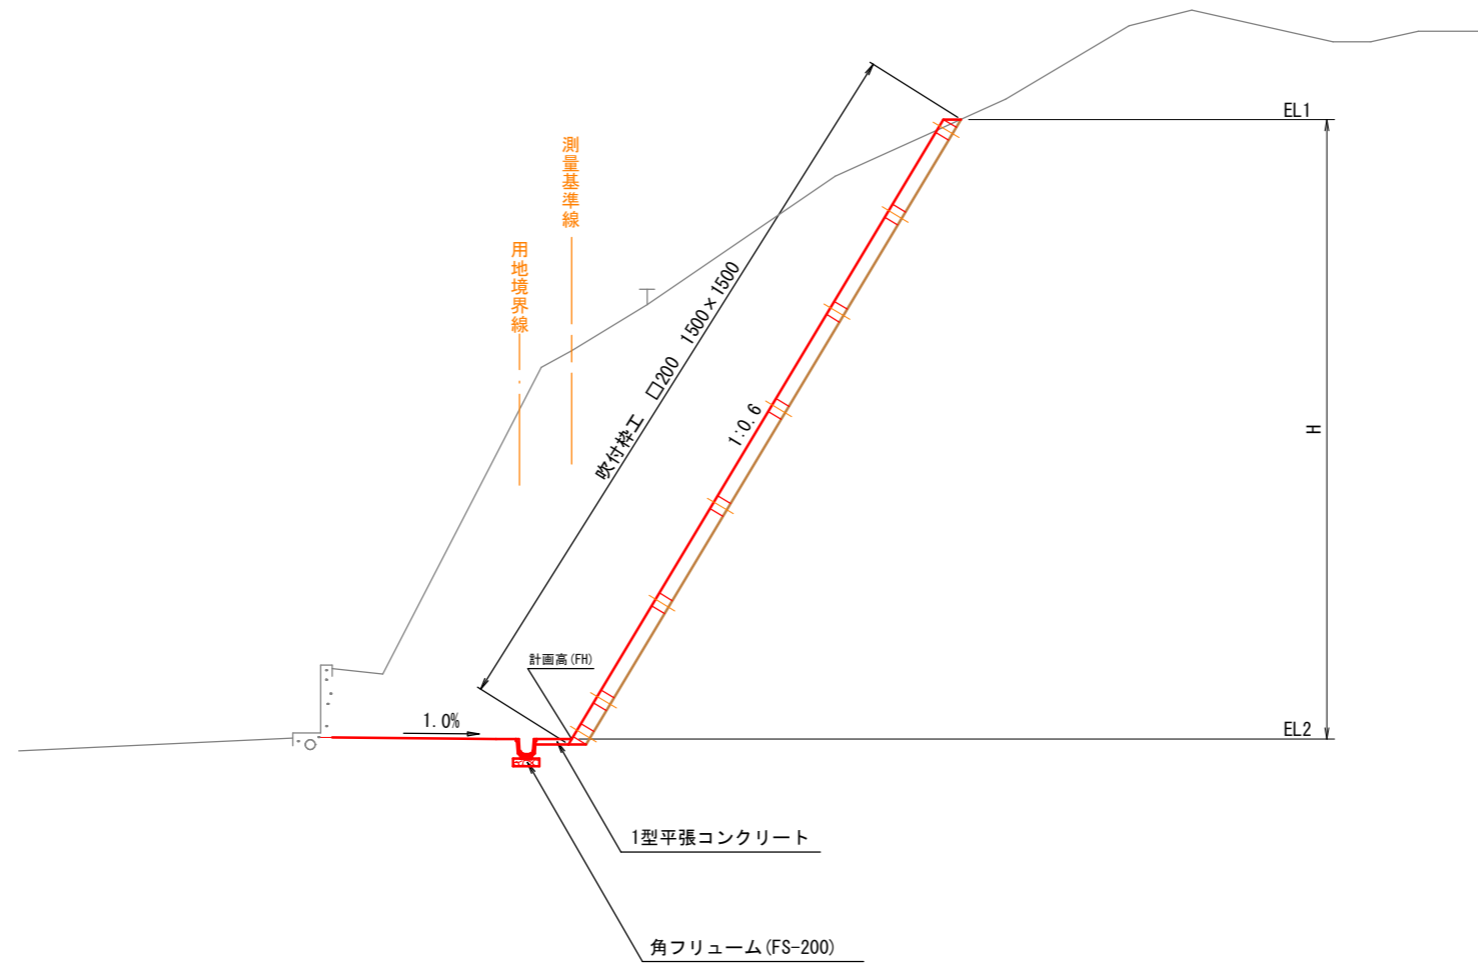 EL1
測量基準線
用地境界線
吹付枠工 □200 1500×1500
1:0.6
H
計画高(FH)
1.0%
EL2
1型平張コンクリート
角フリューム(FS-200)